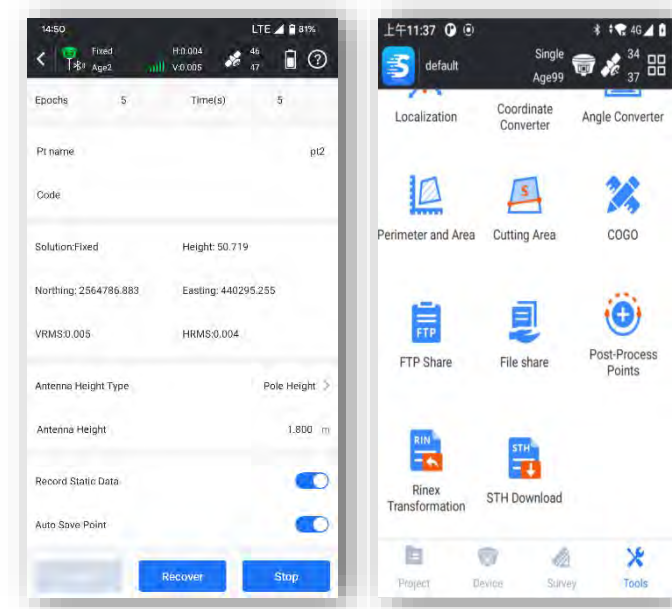 14:50 LTE 81%
Fixed H:0.004 46
Age2 V:0.005 47
Epochs 5 Time(s) 5
Pt name pt2
Code
Solution:Fixed Height: 50.719
Northing: 2564786.883 Easting: 440295.255
VRMS:0.005 HRMS:0.004
Antenna Height Type Pole Height >
Antenna Height 1.800 m
Record Static Data
Auto Save Point
Recover Stop
上午11:37 4G
default Single 34
Age99 37
Localization Coordinate Converter Angle Converter
Perimeter and Area S Cutting Area COGO
FTP
FTP Share File share Post-Process Points
RIN STH
Rinex Transformation STH Download
Project Device Survey Tools